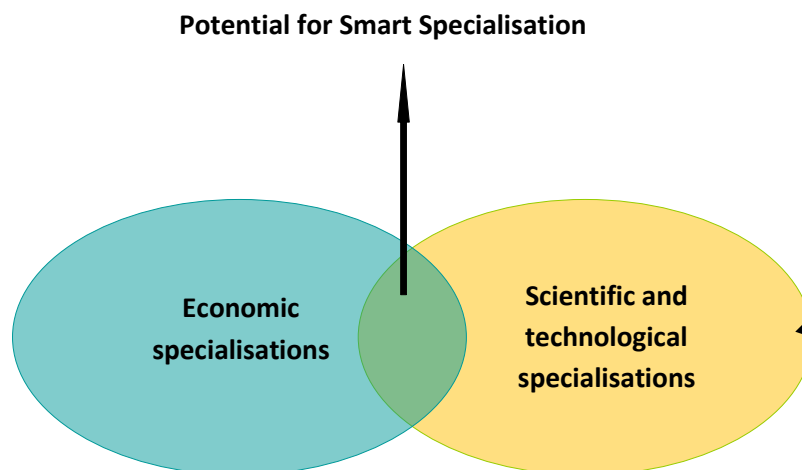 Potential for Smart Specialisation
Economic
specialisations
Scientific and
technological
specialisations